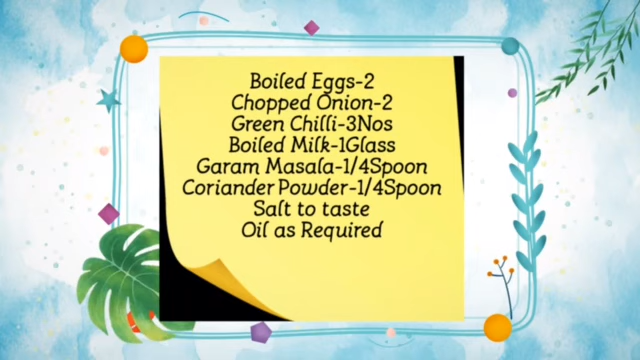 Boiled Eggs-2
Chopped Onion-2
Green Chilli-3Nos
Boiled Milk-1Glass
Garam Masala-1/4Spoon
Coriander Powder-1/4Spoon
Salt to taste
Oil as Required